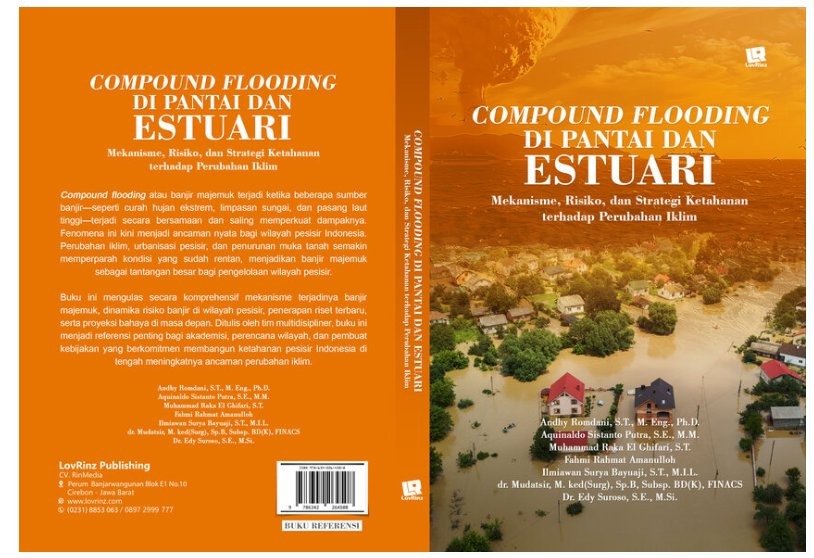 COMPOUND FLOODING
DI PANTAI DAN
ESTUARI
Mekanisme, Risiko, dan Strategi Ketahanan
terhadap Perubahan Iklim
Compound flooding atau banjir majemuk terjadi ketika beberapa sumber
banjir—seperti curah hujan ekstrem, limpasan sungai, dan pasang laut
tinggi—terjadi secara bersamaan dan saling memperkuat dampaknya.
Fenomena ini kini menjadi ancaman nyata bagi wilayah pesisir Indonesia.
Perubahan iklim, urbanisasi pesisir, dan penurunan muka tanah semakin
memperparah kondisi yang sudah rentan, menjadikan banjir majemuk
sebagai tantangan besar bagi pengelolaan wilayah pesisir.
Buku ini mengulas secara komprehensif mekanisme terjadinya banjir
majemuk, dinamika risiko banjir di wilayah pesisir, penerapan riset terbaru,
serta proyeksi bahaya di masa depan. Ditulis oleh tim multidisipliner, buku ini
menjadi referensi penting bagi akademisi, perencana wilayah, dan pembuat
kebijakan yang berkomitmen membangun ketahanan pesisir Indonesia di
tengah meningkatnya ancaman perubahan iklim.
Andhy Romdani, S.T., M. Eng., Ph.D.
Aquinaldo Sistanto Putra, S.E., M.M.
Muhammad Raka El Ghifari, S.T.
Fahmi Rahmat Amanulloh
Ilmiawan Surya Bayuaji, S.T., M.I.L.
dr. Mudatsir, M. ked(Surg), Sp.B, Subsp. BD(K), FINACS
Dr. Edy Suroso, S.E., M.Si.
LovRinz Publishing
CV. RinMedia
Perum Banjarwangunan Blok E1 No.10
Cirebon - Jawa Barat
www.lovrinz.com
(0231) 8853 063 / 0897 2999 777
BUKU REFERENSI
COMPOUND FLOODING DI PANTAI DAN ESTUARI
Mekanisme, Risiko, dan Strategi Ketahanan terhadap Perubahan Iklim
LovRinz
LR
LovRinz
COMPOUND FLOODING
DI PANTAI DAN
ESTUARI
Mekanisme, Risiko, dan Strategi Ketahanan
terhadap Perubahan Iklim
Andhy Romdani, S.T., M. Eng., Ph.D.
Aquinaldo Sistanto Putra, S.E., M.M.
Muhammad Raka El Ghifari, S.T.
Fahmi Rahmat Amanulloh
Ilmiawan Surya Bayuaji, S.T., M.I.L.
dr. Mudatsir, M. ked(Surg), Sp.B, Subsp. BD(K), FINACS
Dr. Edy Suroso, S.E., M.Si.